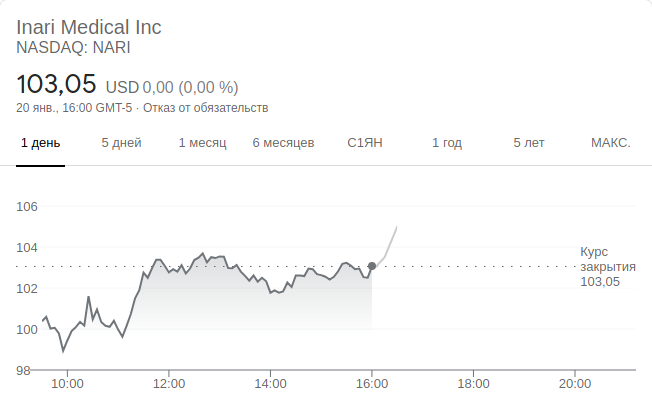 Inari Medical Inc
NASDAQ: NARI
103,05 USD 0,00 (0,00 %)
20 янв., 16:00 GMT-5 · Отказ от обязательств
1 день 5 дней 1 месяц 6 месяцев С1ЯН 1 год 5 лет МАКС.
106
104
Курс
закрытия
103,05
102
100
98
10:00 12:00 14:00 16:00 18:00 20:00